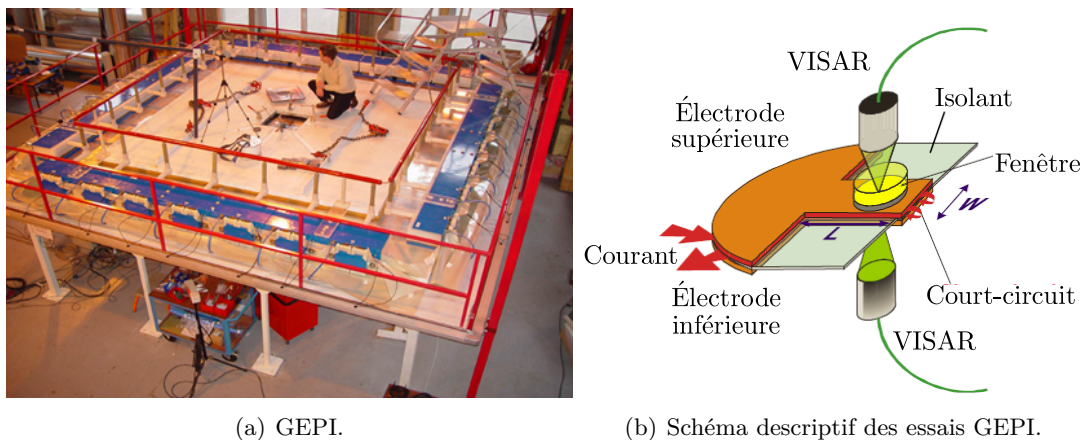 VISAR
Électrode
supérieure
Isolant
Fenêtre
W
L
Courant
Électrode
inférieure
Court-circuit
VISAR
(a) GEPI.
(b) Schéma descriptif des essais GEPI.